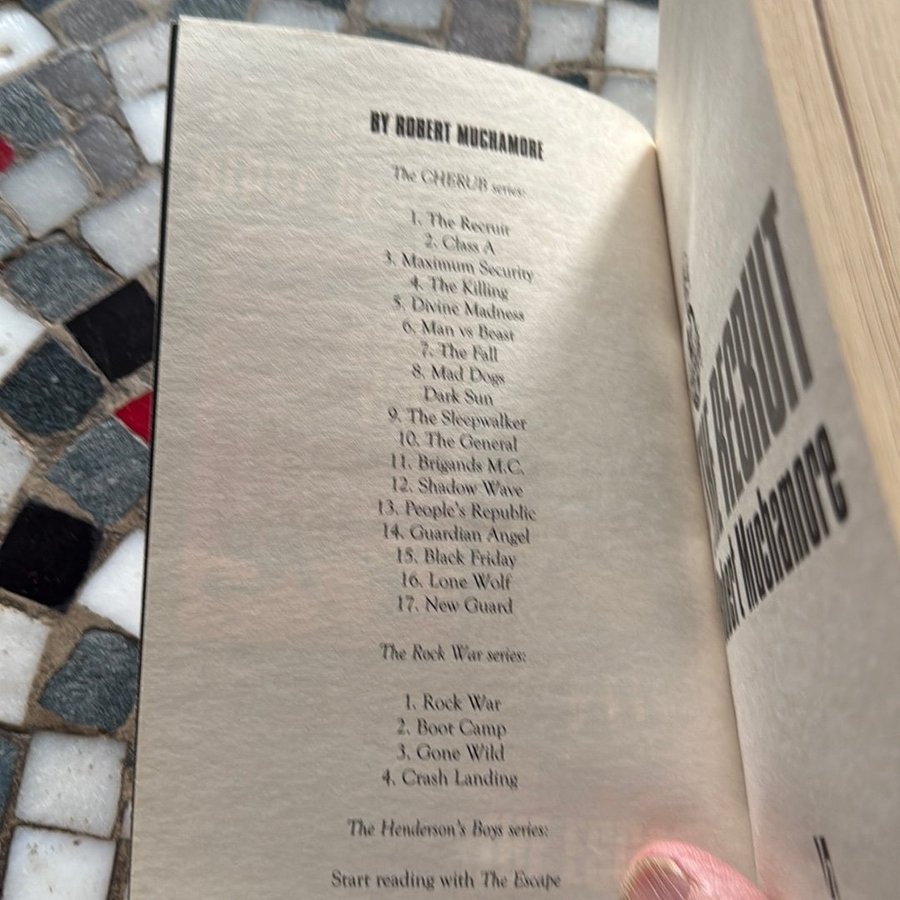 BY ROBERT MUCHAMORE
The CHERUB series:
1. The Recruit
2. Class A
3. Maximum Security
4. The Killing
5. Divine Madness
6. Man vs Beast
7. The Fall
8. Mad Dogs
Dark Sun
9. The Sleepwalker
10. The General
11. Brigands M.C.
12. Shadow Wave
13. People's Republic
14. Guardian Angel
15. Black Friday
16. Lone Wolf
17. New Guard
The Rock War series:
1. Rock War
2. Boot Camp
3. Gone Wild
4. Crash Landing
The Henderson's Boys series:
Start reading with The Escape
RECRUIT
Muchamore